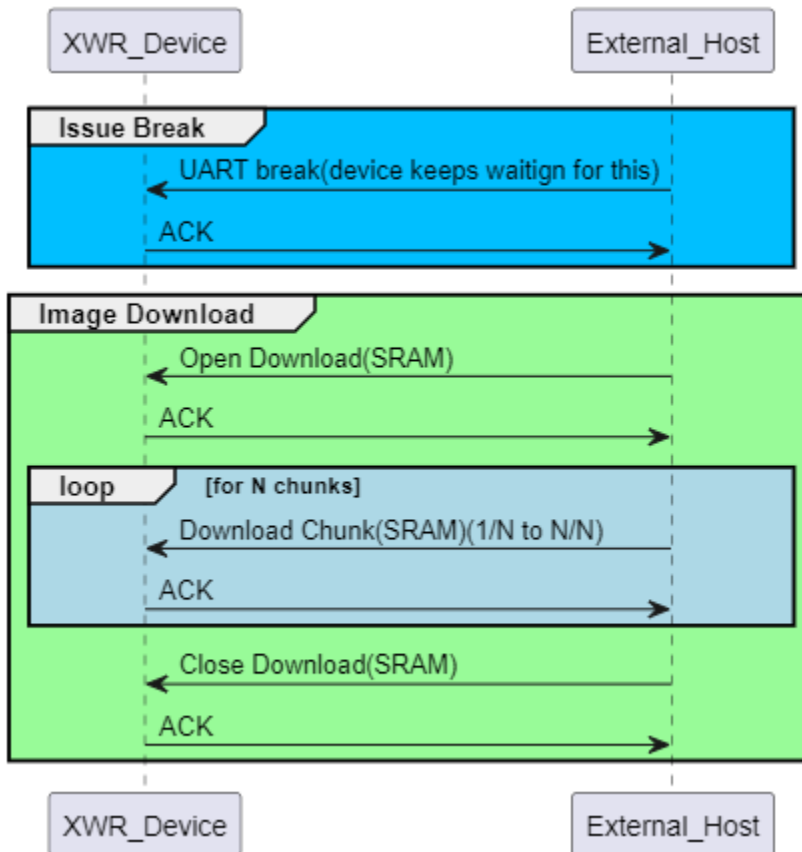 XWR_Device External_Host
Issue Break
UART break(device keeps waitign for this)
ACK
Image Download
Open Download(SRAM)
ACK
loop [for N chunks]
Download Chunk(SRAM)(1/N to N/N)
ACK
Close Download(SRAM)
ACK
XWR_Device External_Host